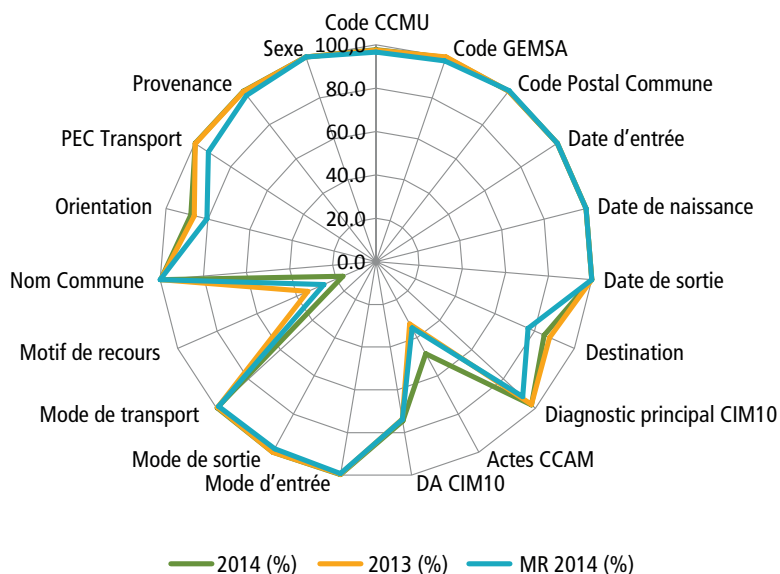 Code CCMU
100,0
Sexe
Code GEMSA
Provenance
80.0
Code Postal Commune
PEC Transport
60.0
Date d'entrée
40.0
Orientation
20.0
Date de naissance
0.0
Nom Commune
Date de sortie
Motif de recours
Destination
Mode de transport
Diagnostic principal CIM10
Mode de sortie
Actes CCAM
Mode d'entrée
DA CIM10
2014 (%)
2013 (%)
MR 2014 (%)